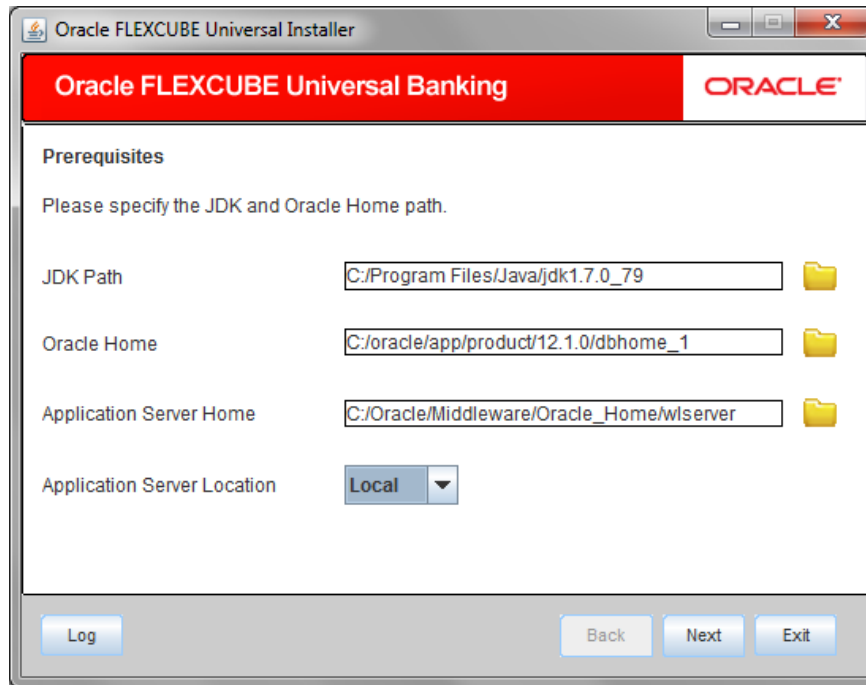 Oracle FLEXCUBE Universal Installer
Oracle FLEXCUBE Universal Banking
ORACLE
Prerequisites
Please specify the JDK and Oracle Home path.
JDK Path C:/Program Files/Java/jdk1.7.0_79
Oracle Home C:/oracle/app/product/12.1.0/dbhome_1
Application Server Home C:/Oracle/Middleware/Oracle_Home/wlserver
Application Server Location Local
Log Back Next Exit